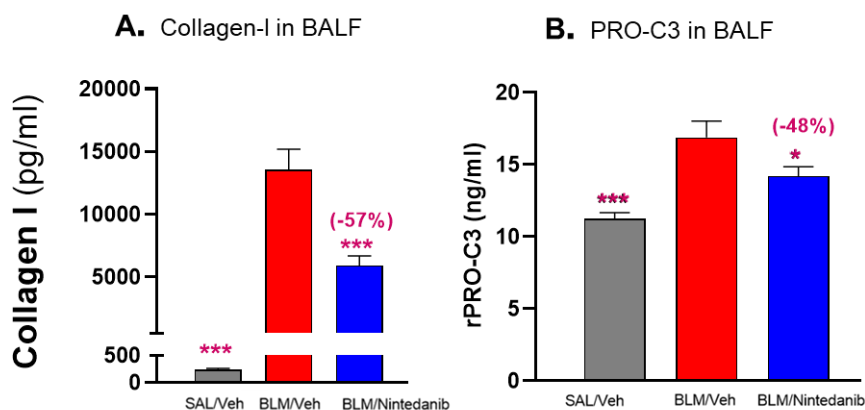 A. Collagen-I in BALF
Collagen I (pg/ml)
20000
15000
10000
5000
500
0
***
(-57%)
***
SAL/Veh
BLM/Veh
BLM/Nintedanib
B. PRO-C3 in BALF
rPRO-C3 (ng/ml)
20
15
10
5
0
***
(-48%)
*
SAL/Veh
BLM/Veh
BLM/Nintedanib